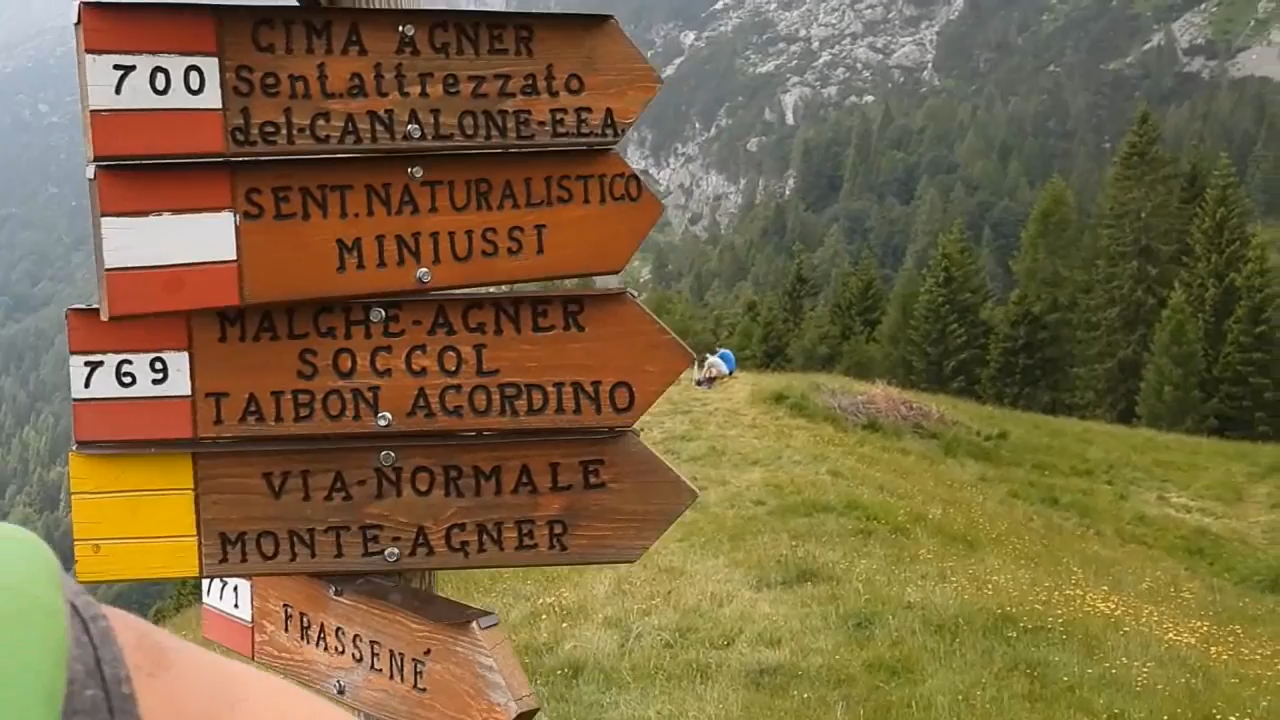 CIMA AGNER
700
Sent.attrezzato
del-CANALONE-E.E.A.
SENT.NATURALISTICO
MINIUSSI
MALGHE-AGNER
769
SOCCOL
TAIBON AGORDINO
VIA-NORMALE
MONTE-AGNER
771
FRASSENÉ